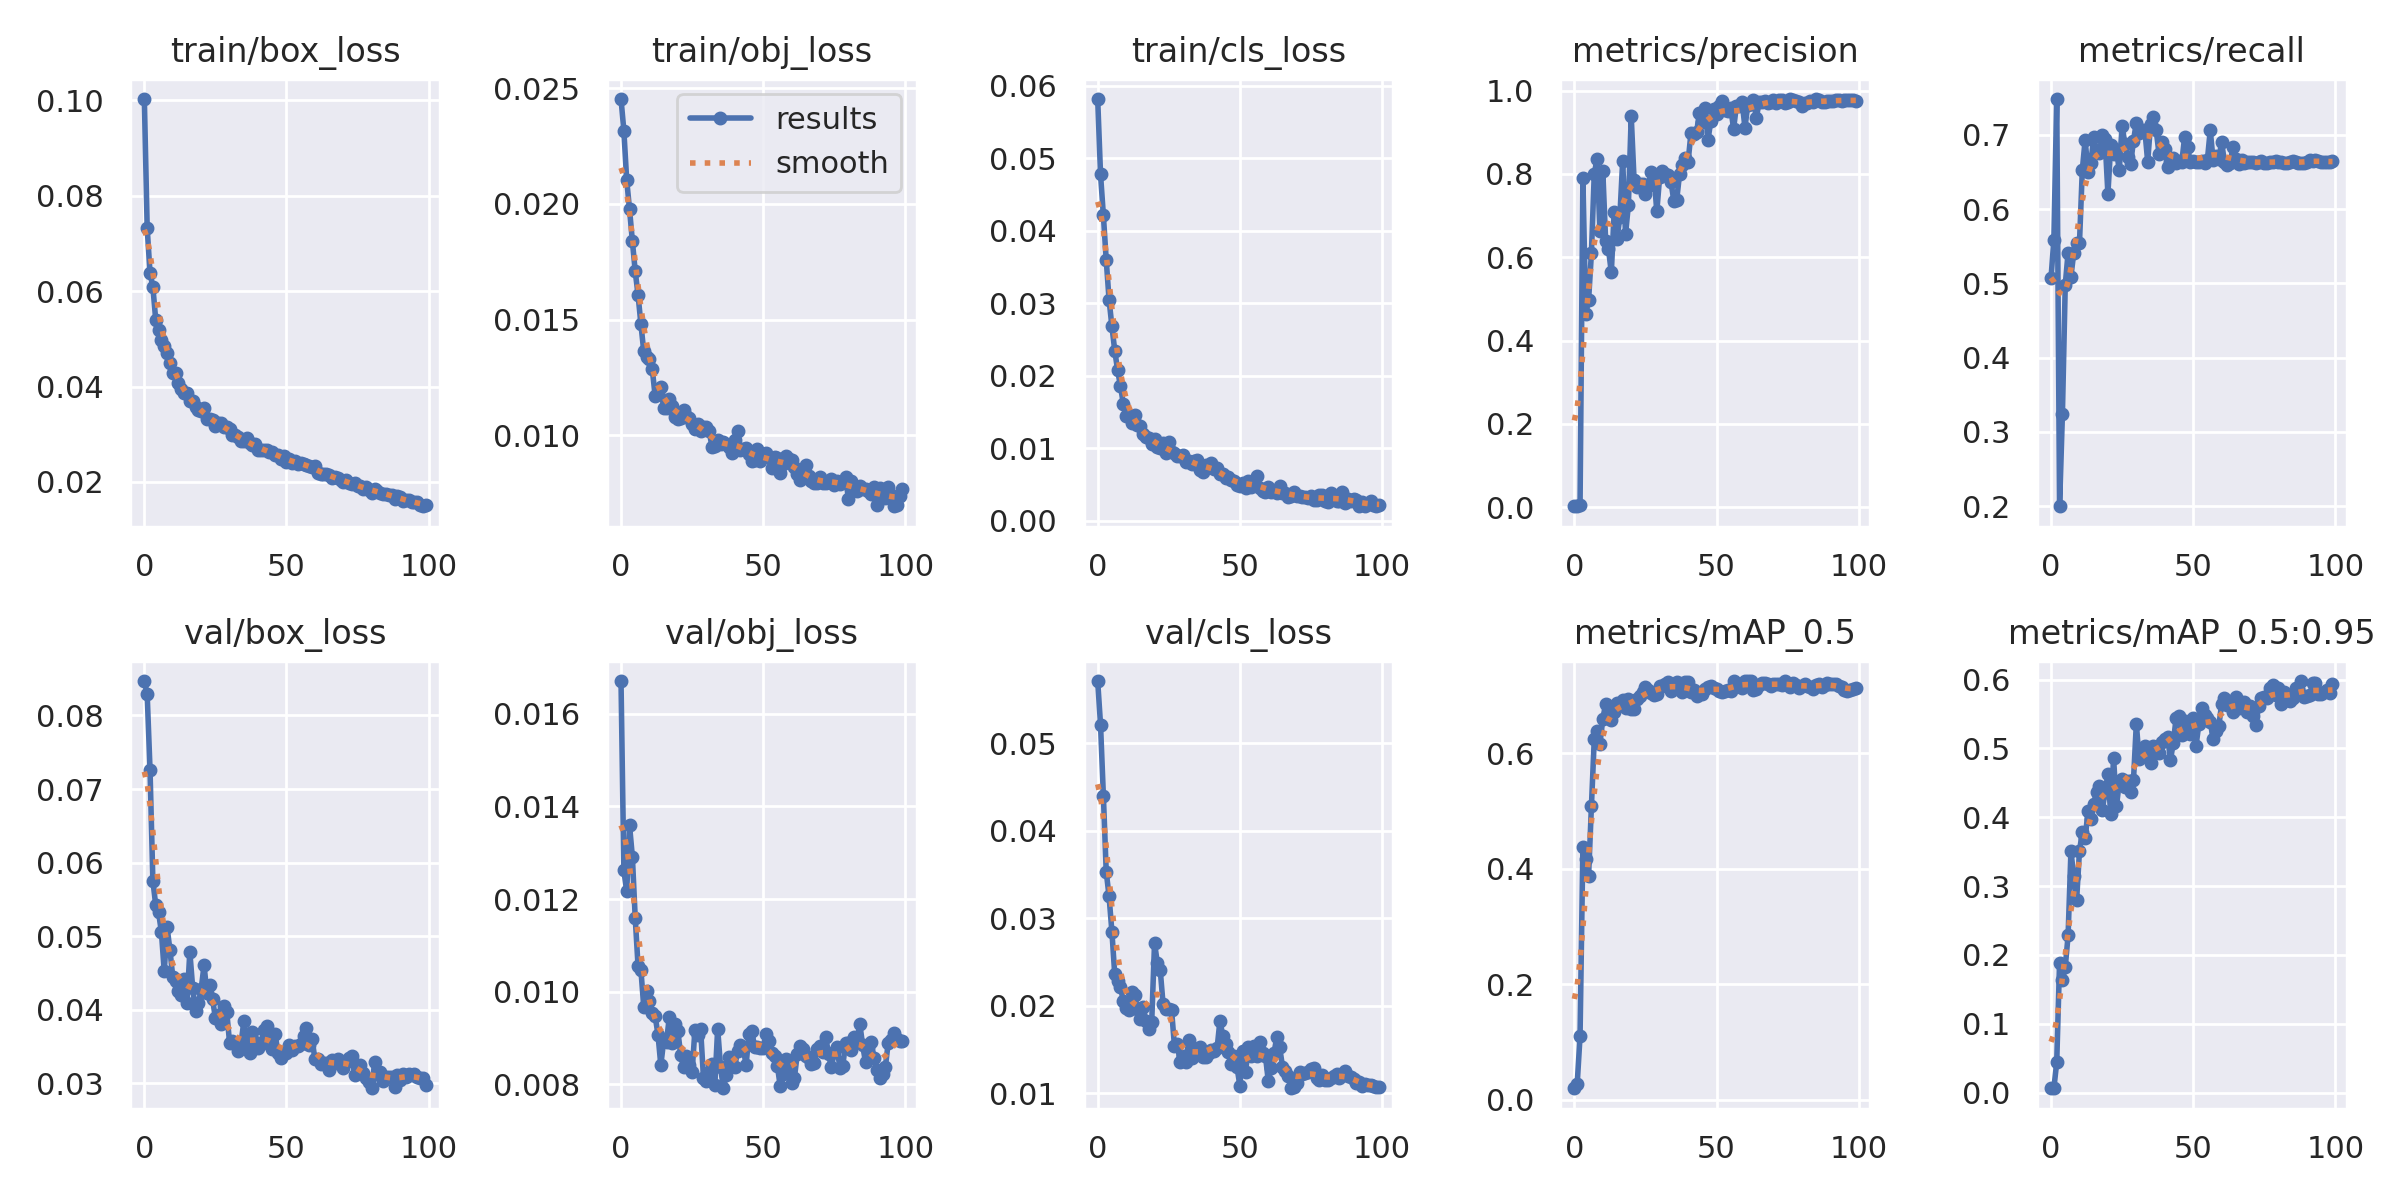 train/box_loss
train/obj_loss
train/cls_loss
metrics/precision
metrics/recall
0.10
0.08
0.06
0.04
0.02
0 50 100
0.025
0.020
0.015
0.010
results
smooth
0 50 100
0.06
0.05
0.04
0.03
0.02
0.01
0.00
0 50 100
1.0
0.8
0.6
0.4
0.2
0.0
0 50 100
0.7
0.6
0.5
0.4
0.3
0.2
0 50 100
val/box_loss
val/obj_loss
val/cls_loss
metrics/mAP_0.5
metrics/mAP_0.5:0.95
0.08
0.07
0.06
0.05
0.04
0.03
0 50 100
0.016
0.014
0.012
0.010
0.008
0 50 100
0.05
0.04
0.03
0.02
0.01
0 50 100
0.6
0.4
0.2
0.0
0 50 100
0.6
0.5
0.4
0.3
0.2
0.1
0.0
0 50 100